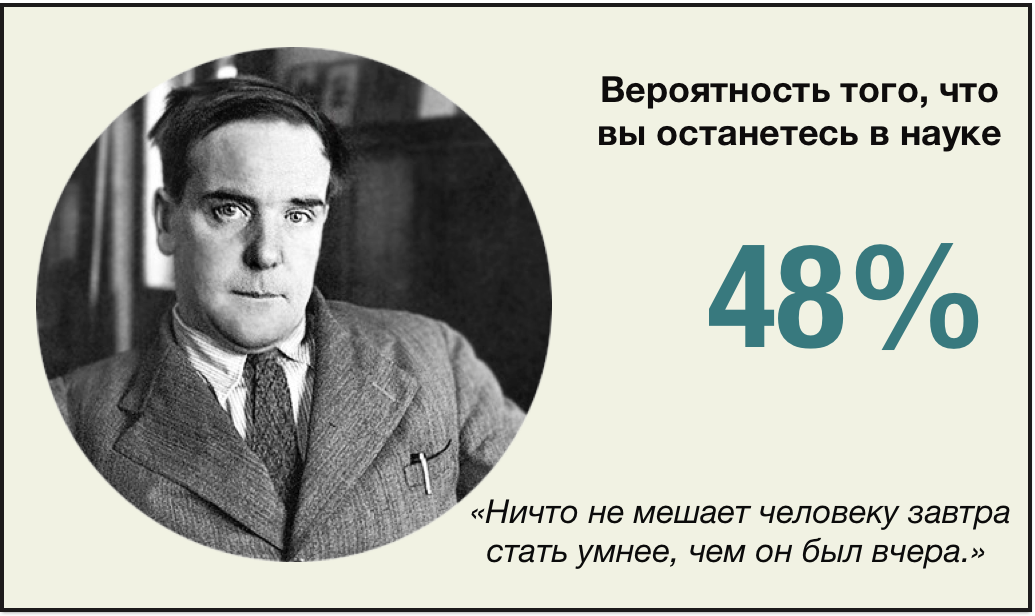 Вероятность того, что
вы останетесь в науке
48%
«Ничто не мешает человеку завтра
стать умнее, чем он был вчера.»